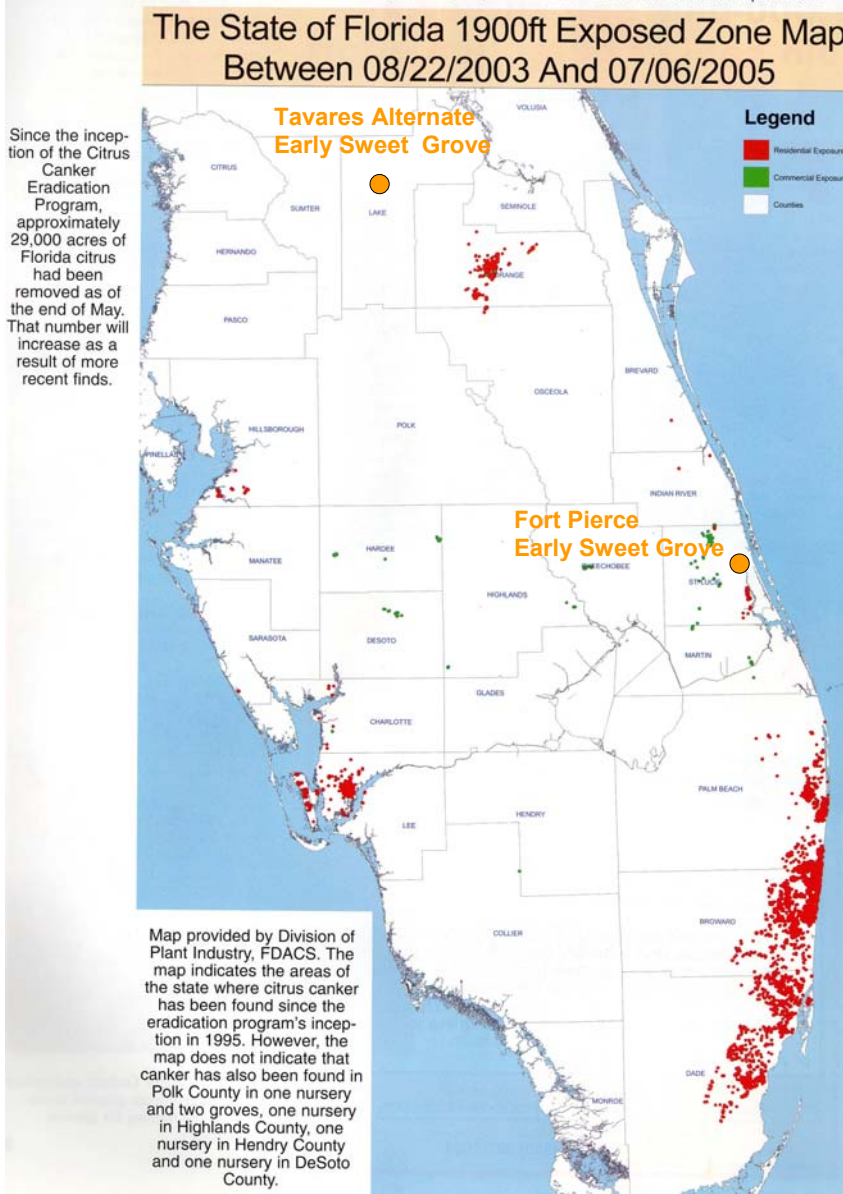 The State of Florida 1900ft Exposed Zone Map
Between 08/22/2003 And 07/06/2005
Since the incep-
tion of the Citrus
Canker
Eradication
Program,
approximately
29,000 acres of
Florida citrus
had been
removed as of
the end of May.
That number will
increase as a
result of more
recent finds.
Tavares Alternate
Early Sweet Grove
Legend
Residential Exposure
Commercial Exposur
Counties
VOLUSIA
CITRUS
SUMTER
LAKE
SEMINOLE
HERNANDO
ORANGE
PASCO
BREVARD
OSCEOLA
HILLSBOROUGH
POLK
PINELLAS
INDIAN RIVER
Fort Pierce
Early Sweet Grove
MANATEE
HARDEE
OKEECHOBEE
ST. LUCIE
HIGHLANDS
SARASOTA
DESOTO
MARTIN
GLADES
CHARLOTTE
PALM BEACH
LEE
HENDRY
BROWARD
COLLIER
DADE
MONROE
Map provided by Division of
Plant Industry, FDACS. The
map indicates the areas of
the state where citrus canker
has been found since the
eradication program's incep-
tion in 1995. However, the
map does not indicate that
canker has also been found in
Polk County in one nursery
and two groves, one nursery
in Highlands County, one
nursery in Hendry County
and one nursery in DeSoto
County.